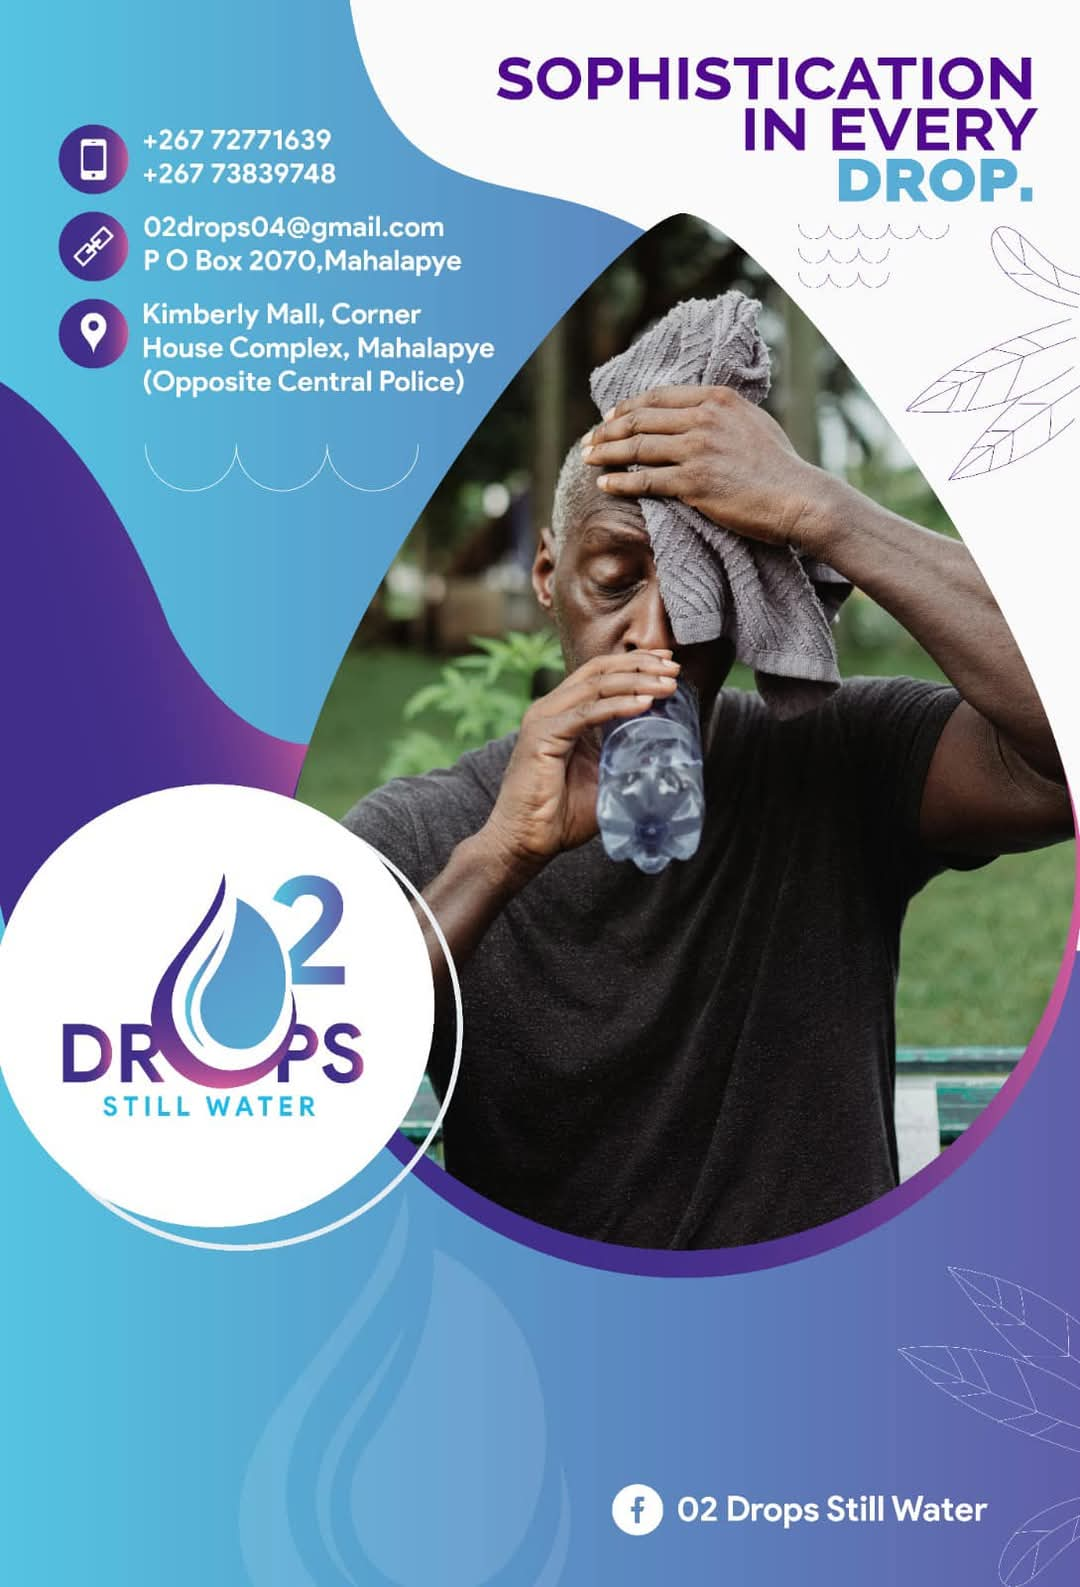 SOPHISTICATION
IN EVERY
DROP.
+267 72771639
+267 73839748
02drops04@gmail.com
P O Box 2070,Mahalapye
Kimberly Mall, Corner
House Complex, Mahalapye
(Opposite Central Police)
2
DROPS
STILL WATER
02 Drops Still Water